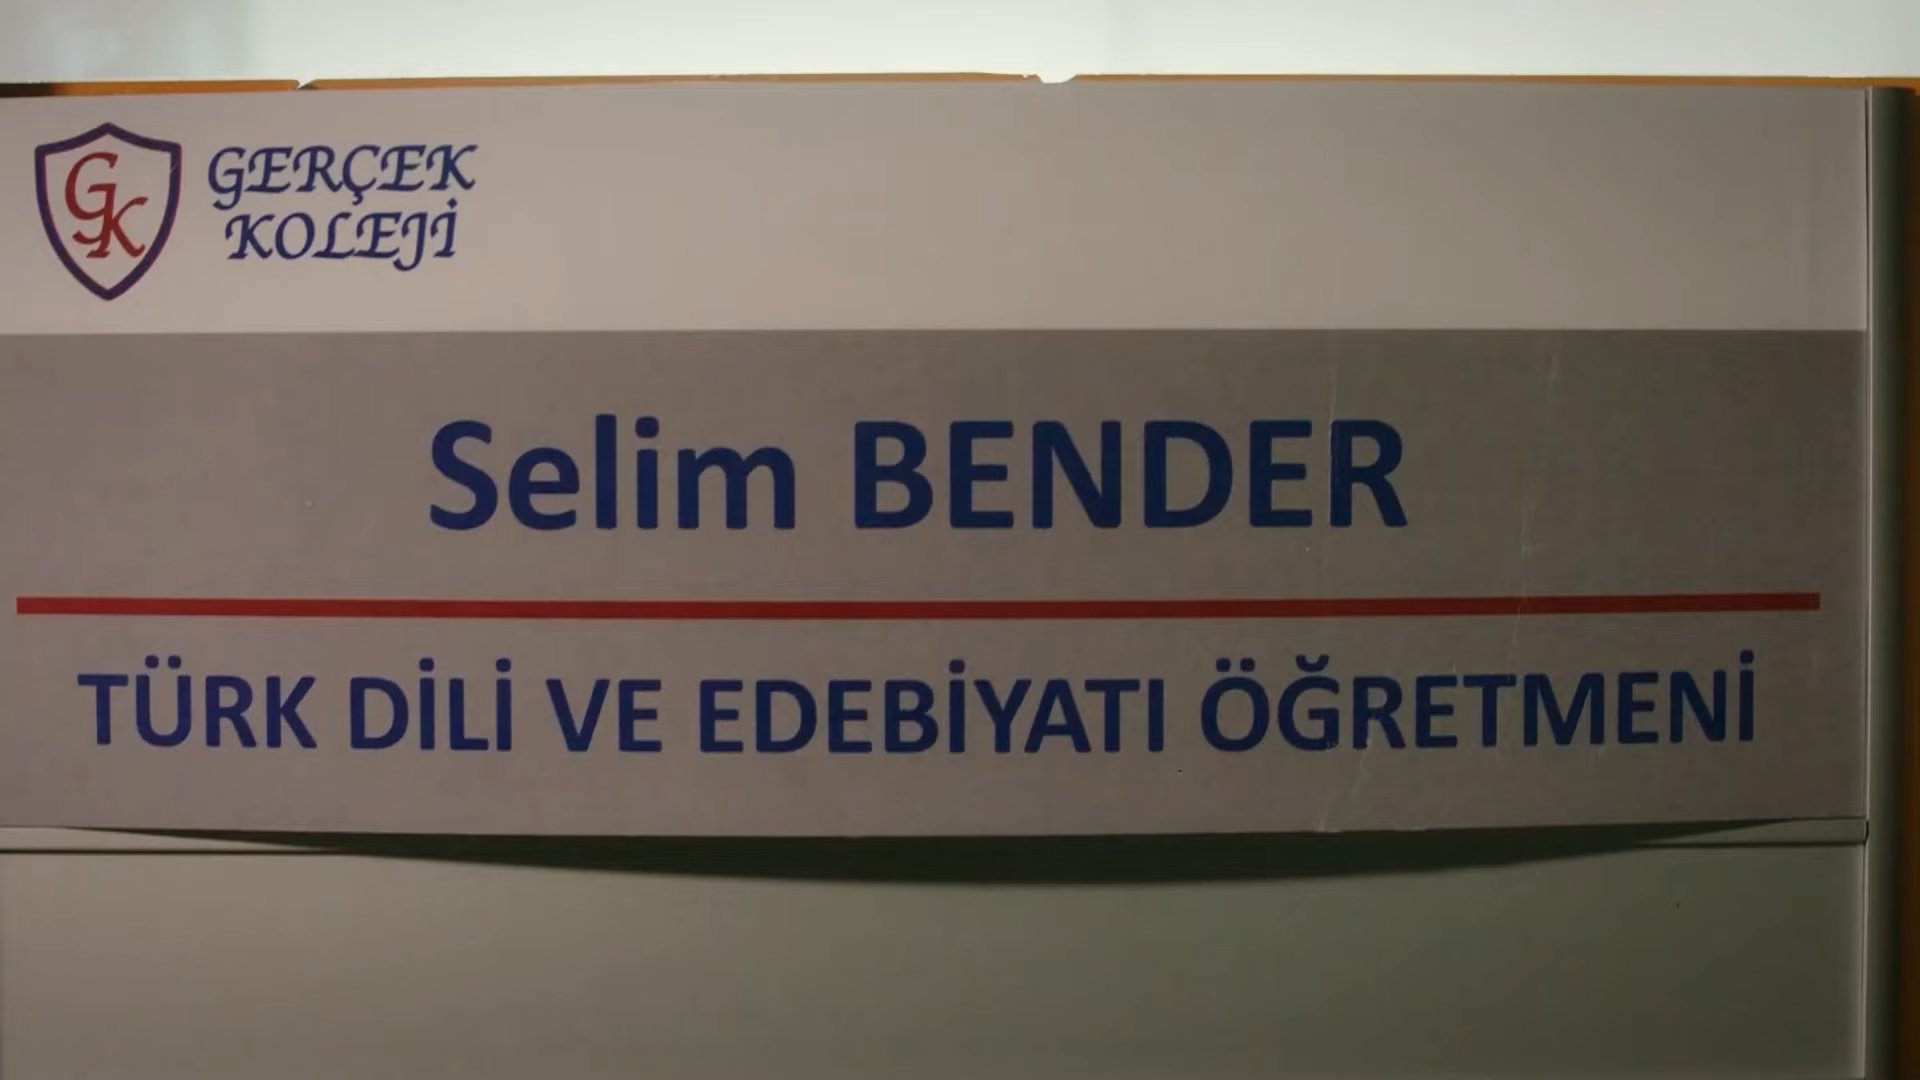 GK
GERÇEK
KOLEJİ
Selim BENDER
TÜRK DİLİ VE EDEBİYATI ÖĞRETMENİ